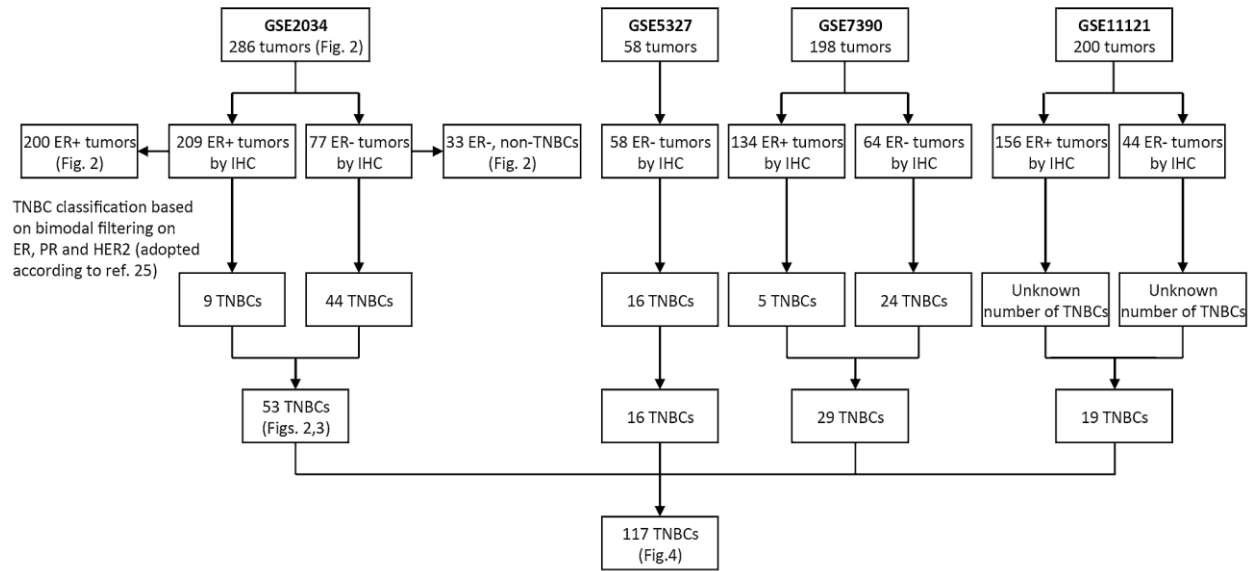 GSE2034
286 tumors (Fig. 2)
GSE5327
58 tumors
GSE7390
198 tumors
GSE11121
200 tumors
200 ER+ tumors
(Fig. 2)
209 ER+ tumors
by IHC
77 ER- tumors
by IHC
33 ER-, non-TNBCs
(Fig. 2)
58 ER- tumors
by IHC
134 ER+ tumors
by IHC
64 ER- tumors
by IHC
156 ER+ tumors
by IHC
44 ER- tumors
by IHC
TNBC classification based
on bimodal filtering on
ER, PR and HER2 (adopted
according to ref. 25)
9 TNBCs
44 TNBCs
16 TNBCs
5 TNBCs
24 TNBCs
Unknown
number of TNBCs
Unknown
number of TNBCs
53 TNBCs
(Figs. 2,3)
16 TNBCs
29 TNBCs
19 TNBCs
117 TNBCs
(Fig.4)